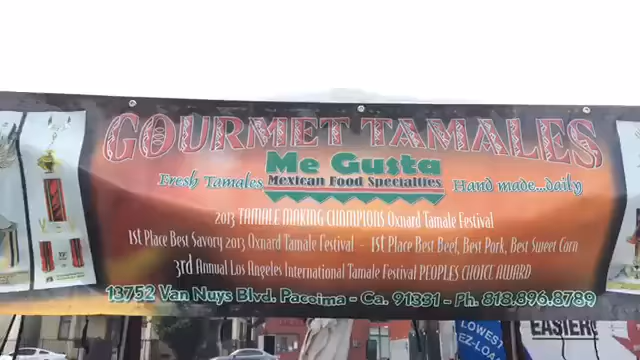 GOURMET TAMALES
Me Gusta
Fresh Tamales Mexican Food Specialties Hand made...daily
2013 TAMALE MAKING CHAMPIONS Oxnard Tamale Festival
1st Place Best Savory 2013 Oxnard Tamale Festival - 1st Place Best Beef, Best Pork, Best Sweet Corn
3rd Annual Los Angeles International Tamale Festival PEOPLES CHOICE AWARD
13752 Van Nuys Blvd. Pacoima - Ca. 91331 - Ph. 818.896.8789
LOWEST
EZ-LOA
EASTERN